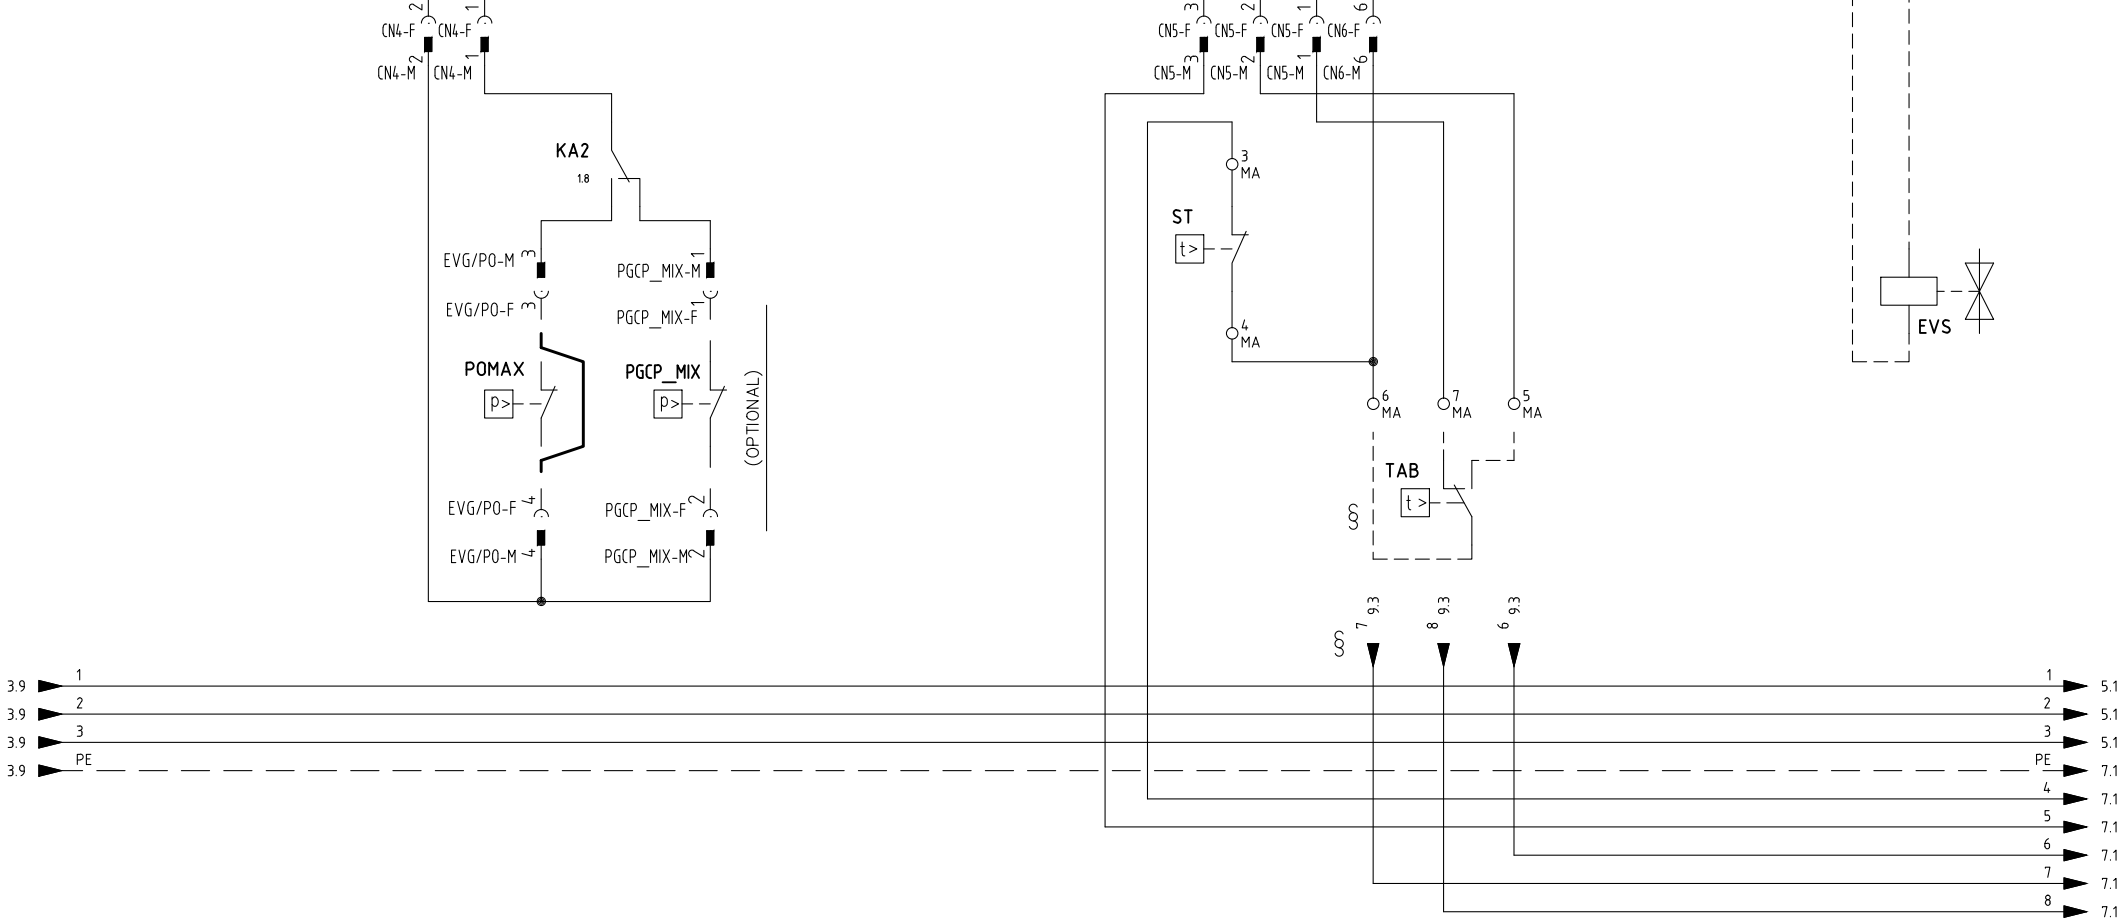 2 1 3 2 1 6
CN4-F CN4-F CN5-F CN5-F CN5-F CN6-F
2 1 3 2 1 6
CN4-M CN4-M CN5-M CN5-M CN5-M CN6-M
KA2
1.8
3
MA
ST
t>
4
MA
EVG/PO-M 3
PGCP_MIX-M 1
EVG/PO-F 3
PGCP_MIX-F 1
EVS
POMAX
p>
PGCP_MIX
p>
(OPTIONAL)
6
MA
7
MA
5
MA
TAB
t>
§
EVG/PO-F 4
PGCP_MIX-F 2
EVG/PO-M 4
PGCP_MIX-M 2
7 9.3
8 9.3
6 9.3
§
3.9 1 1 5.1
3.9 2 2 5.1
3.9 3 3 5.1
3.9 PE PE 7.1
4 7.1
5 7.1
6 7.1
7 7.1
8 7.1